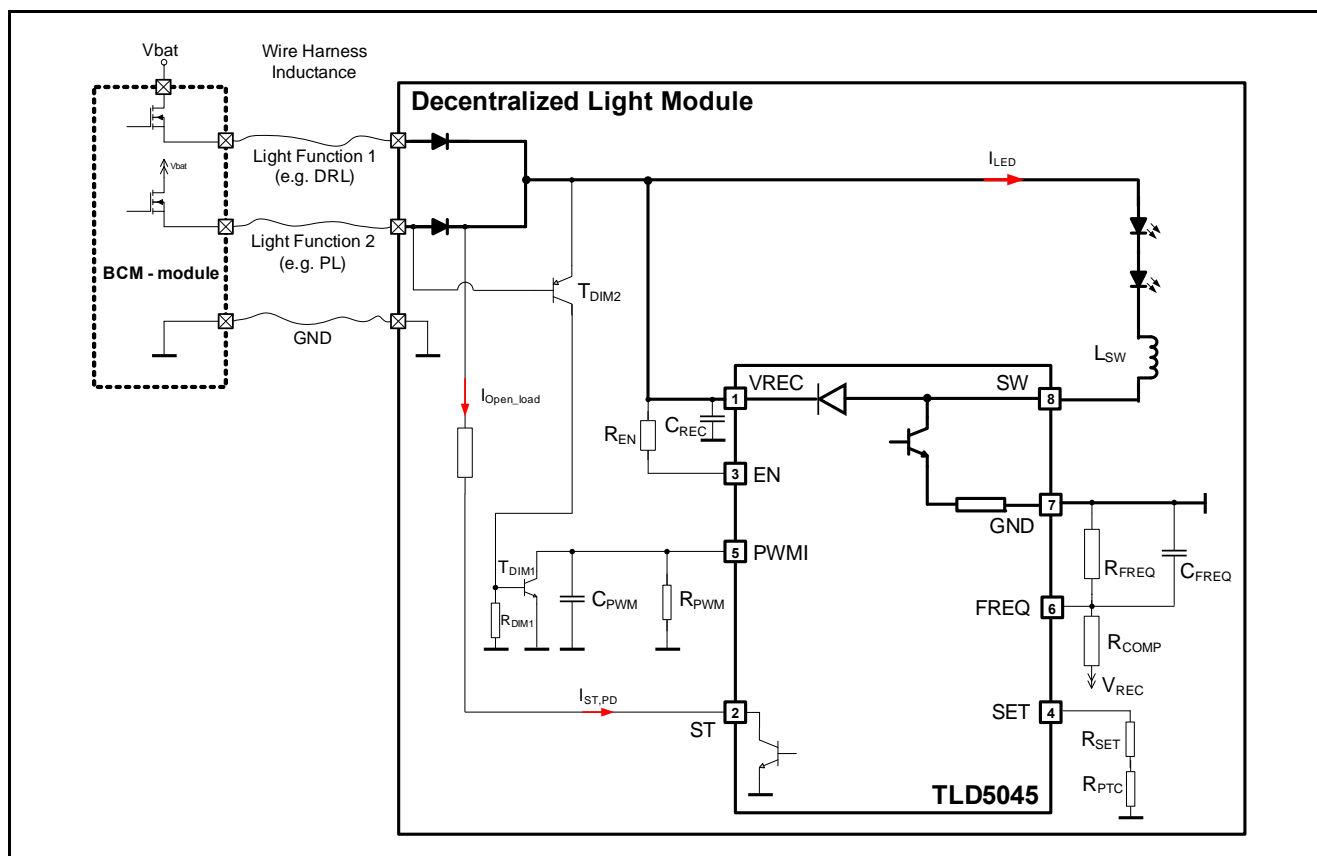 Vbat
Wire Harness
Inductance
Decentralized Light Module
Light Function 1
(e.g. DRL)
Vbat
Light Function 2
(e.g. PL)
BCM - module
GND
ILED
TDIM2
LSW
IOpen_load
VREC
SW
1
8
REN
CREC
3
EN
7
GND
TDIM1
5
PWMI
RFREQ
CFREQ
CPWM
RPWM
RDIM1
FREQ
6
RCOMP
VREC
IST,PD
2
ST
SET
4
RSET
RPTC
TLD5045